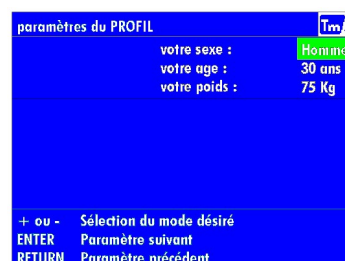 paramètres du PROFIL
votre sexe : Homme
votre age : 30 ans
votre poids : 75 Kg
+ ou - Sélection du mode désiré
ENTER Paramètre suivant
RETURN Paramètre précédent